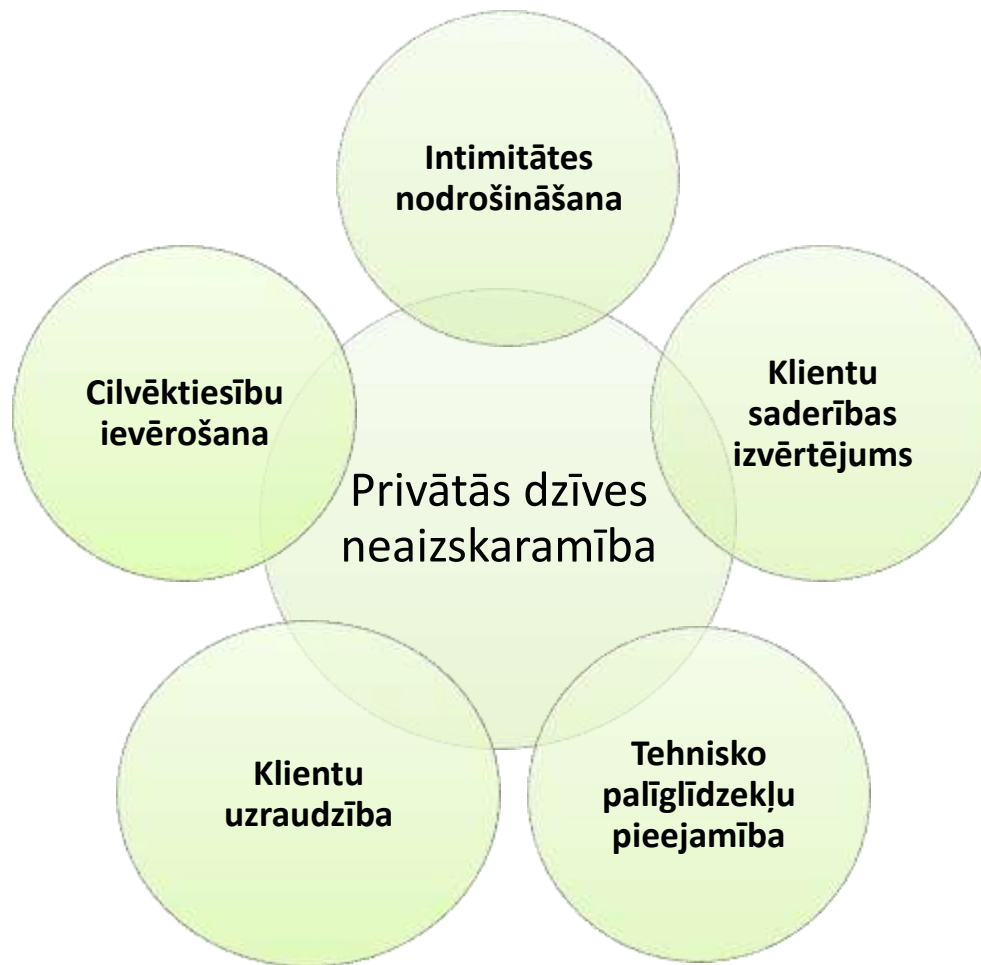 Intimitātes
nodrošināšana
Klientu
saderības
izvērtējums
Cilvēktiesību
ievērošana
Privātās dzīves
neaizskaramība
Tehnisko
palīglīdzekļu
pieejamība
Klientu
uzraudzība